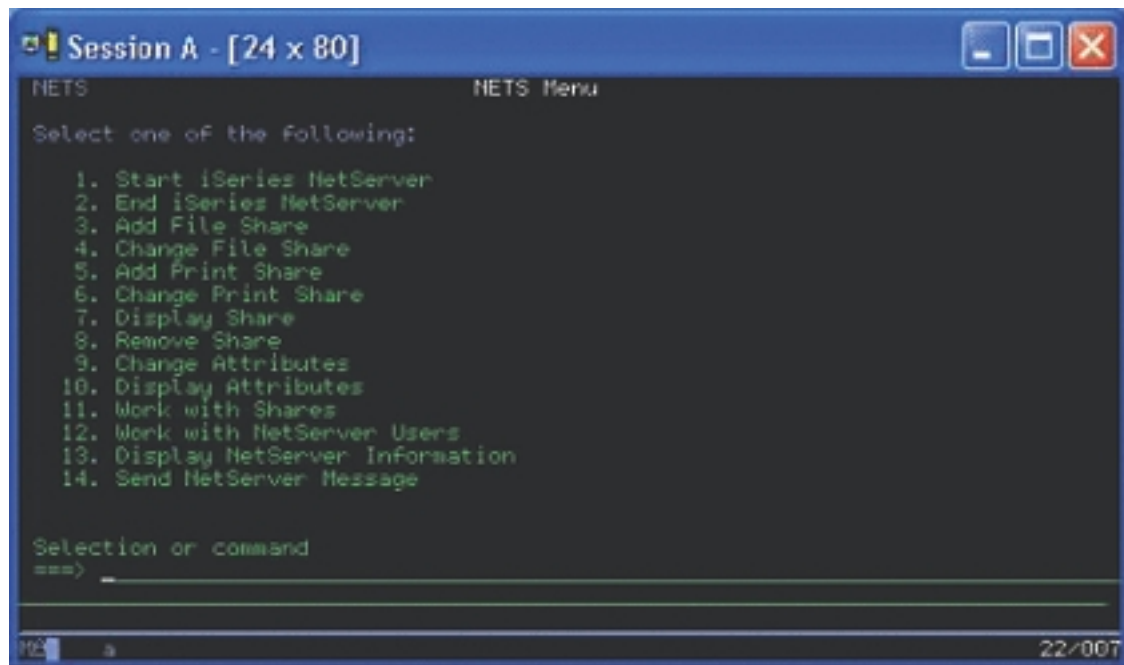 Session A - [24 x 80]
NETS NETS Menu
Select one of the following:
1. Start iSeries NetServer
2. End iSeries NetServer
3. Add File Share
4. Change File Share
5. Add Print Share
6. Change Print Share
7. Display Share
8. Remove Share
9. Change Attributes
10. Display Attributes
11. Work with Shares
12. Work with NetServer Users
13. Display NetServer Information
14. Send NetServer Message
Selection or command
===> _
a 22/007